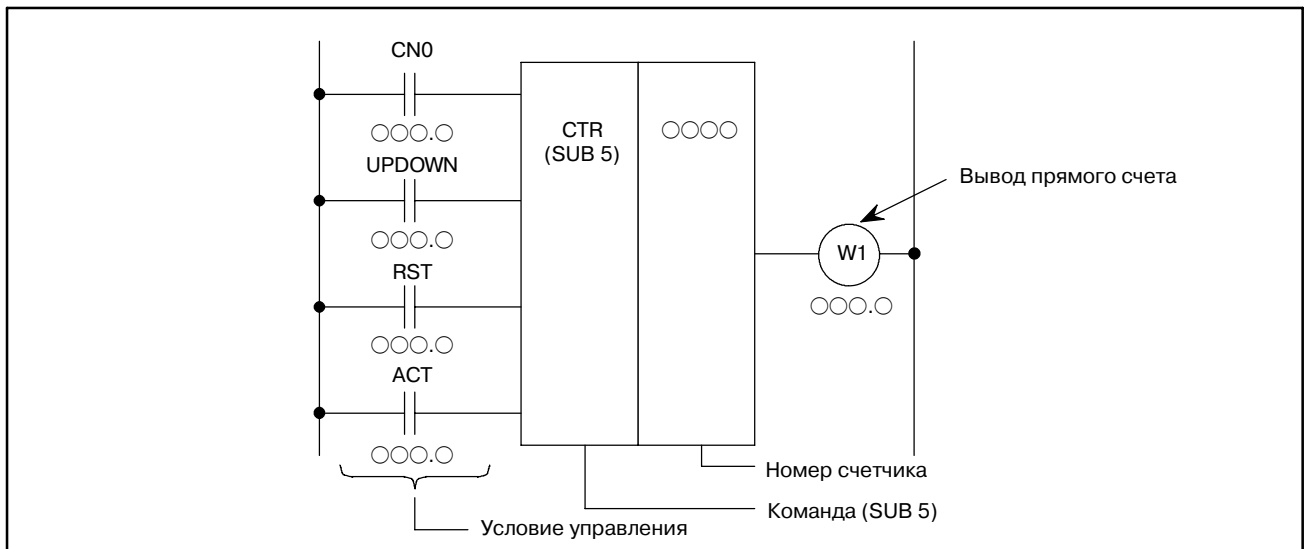 CN0
○○○.○
UPDOWN
○○○.○
RST
○○○.○
ACT
○○○.○
CTR
(SUB 5)
○○○○
Вывод прямого счета
W1
○○○.○
Номер счетчика
Команда (SUB 5)
Условие управления